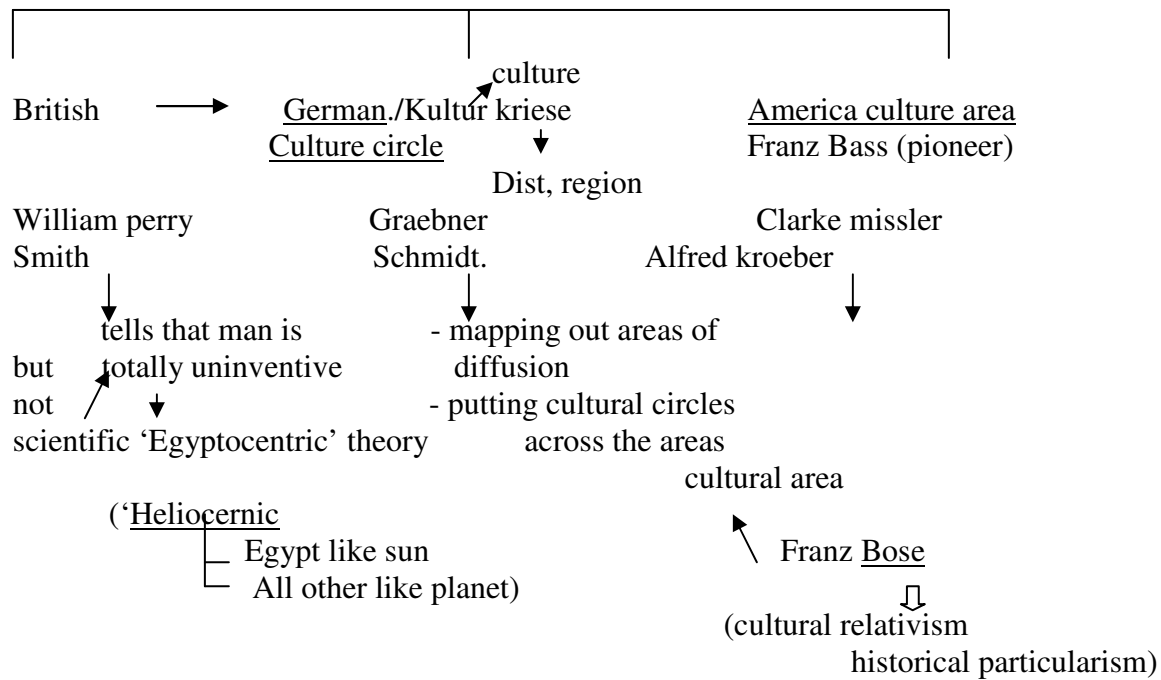 culture
British German./Kultur kriese America culture area
Culture circle Franz Bass (pioneer)
Dist, region
William perry Graebner Clarke missler
Smith Schmidt. Alfred kroeber
tells that man is - mapping out areas of
but totally uninventive diffusion
not - putting cultural circles
scientific ‘Egyptocentric’ theory across the areas
cultural area
(‘Heliocernic
Egypt like sun Franz Bose
All other like planet)
(cultural relativism
historical particularism)